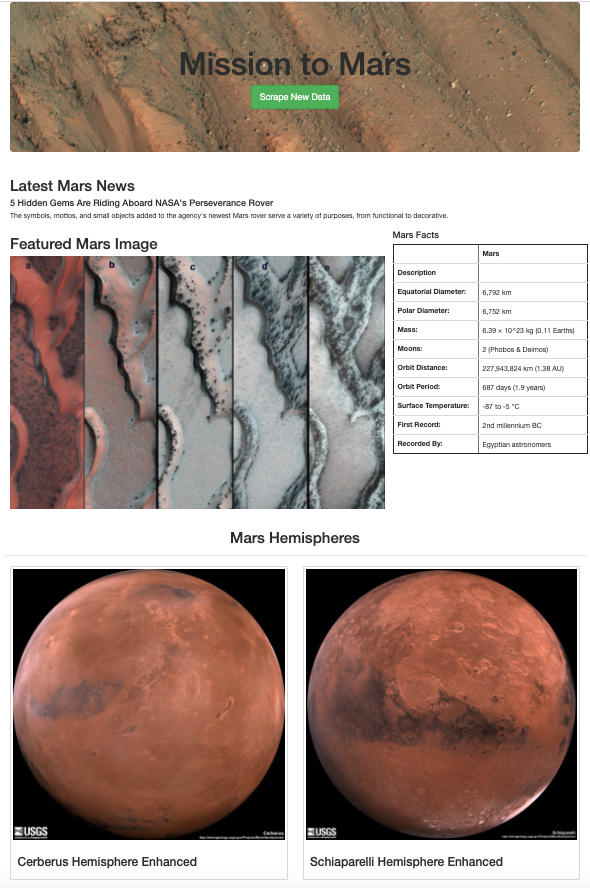 Mission to Mars
Scrape New Data
Latest Mars News
5 Hidden Gems Are Riding Aboard NASA's Perseverance Rover
The symbols, mottos, and small objects added to the agency's newest Mars rover serve a variety of purposes, from functional to decorative.
Featured Mars Image
a b c d e
Mars Facts
Mars
Description
Equatorial Diameter: 6,792 km
Polar Diameter: 6,752 km
Mass: 6.39 × 10^23 kg (0.11 Earths)
Moons: 2 (Phobos & Deimos)
Orbit Distance: 227,943,824 km (1.38 AU)
Orbit Period: 687 days (1.9 years)
Surface Temperature: -87 to -5 °C
First Record: 2nd millennium BC
Recorded By: Egyptian astronomers
Mars Hemispheres
USGS
Cerberus
Cerberus Hemisphere Enhanced
USGS
Schiaparelli
Schiaparelli Hemisphere Enhanced